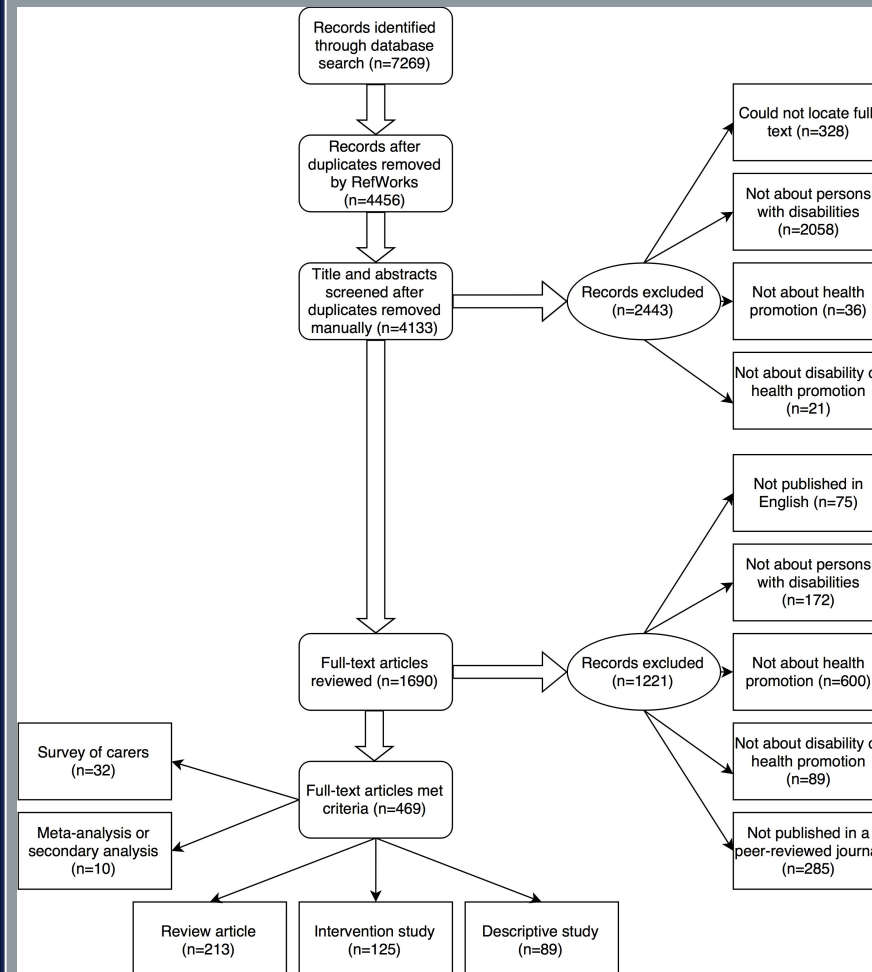 Records identified
through database
search (n=7269)
Records after
duplicates removed
by RefWorks
(n=4456)
Title and abstracts
screened after
duplicates removed
manually (n=4133)
Records excluded
(n=2443)
Could not locate full
text (n=328)
Not about persons
with disabilities
(n=2058)
Not about health
promotion (n=36)
Not about disability
health promotion
(n=21)
Full-text articles
reviewed (n=1690)
Records excluded
(n=1221)
Not published in
English (n=75)
Not about persons
with disabilities
(n=172)
Not about health
promotion (n=600)
Not about disability
health promotion
(n=89)
Not published in a
peer-reviewed
(n=285)
Full-text articles met
criteria (n=469)
Survey of carers
(n=32)
Meta-analysis or
secondary analysis
(n=10)
Review article
(n=213)
Intervention study
(n=125)
Descriptive study
(n=89)